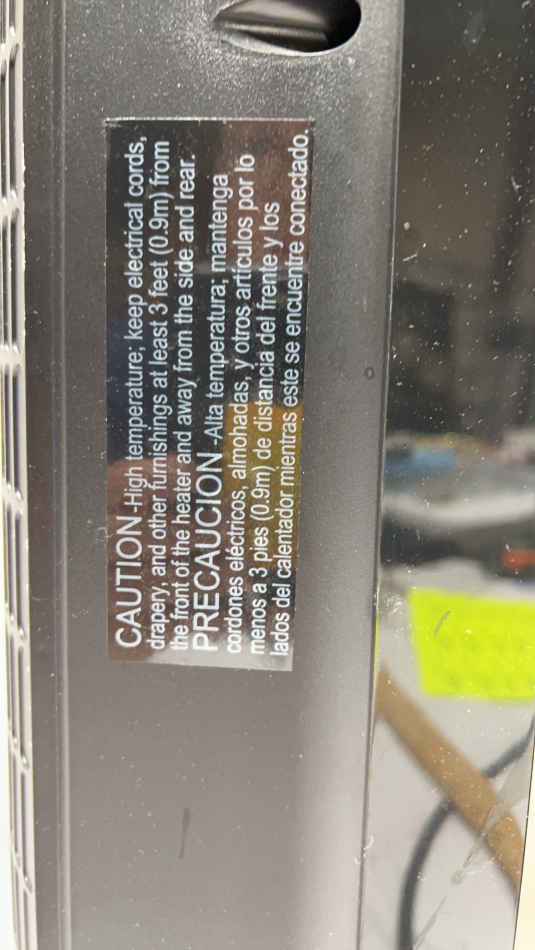 CAUTION-High temperature; keep electrical cords,
drapery, and other furnishings at least 3 feet (0.9m) from
the front of the heater and away from the side and rear.
PRECAUCION -Alta temperatura; mantenga
cordones eléctricos, almohadas, y otros artículos por lo
menos a 3 pies (0.9m) de distancia del frente y los
lados del calentador mientras este se encuentre conectado.